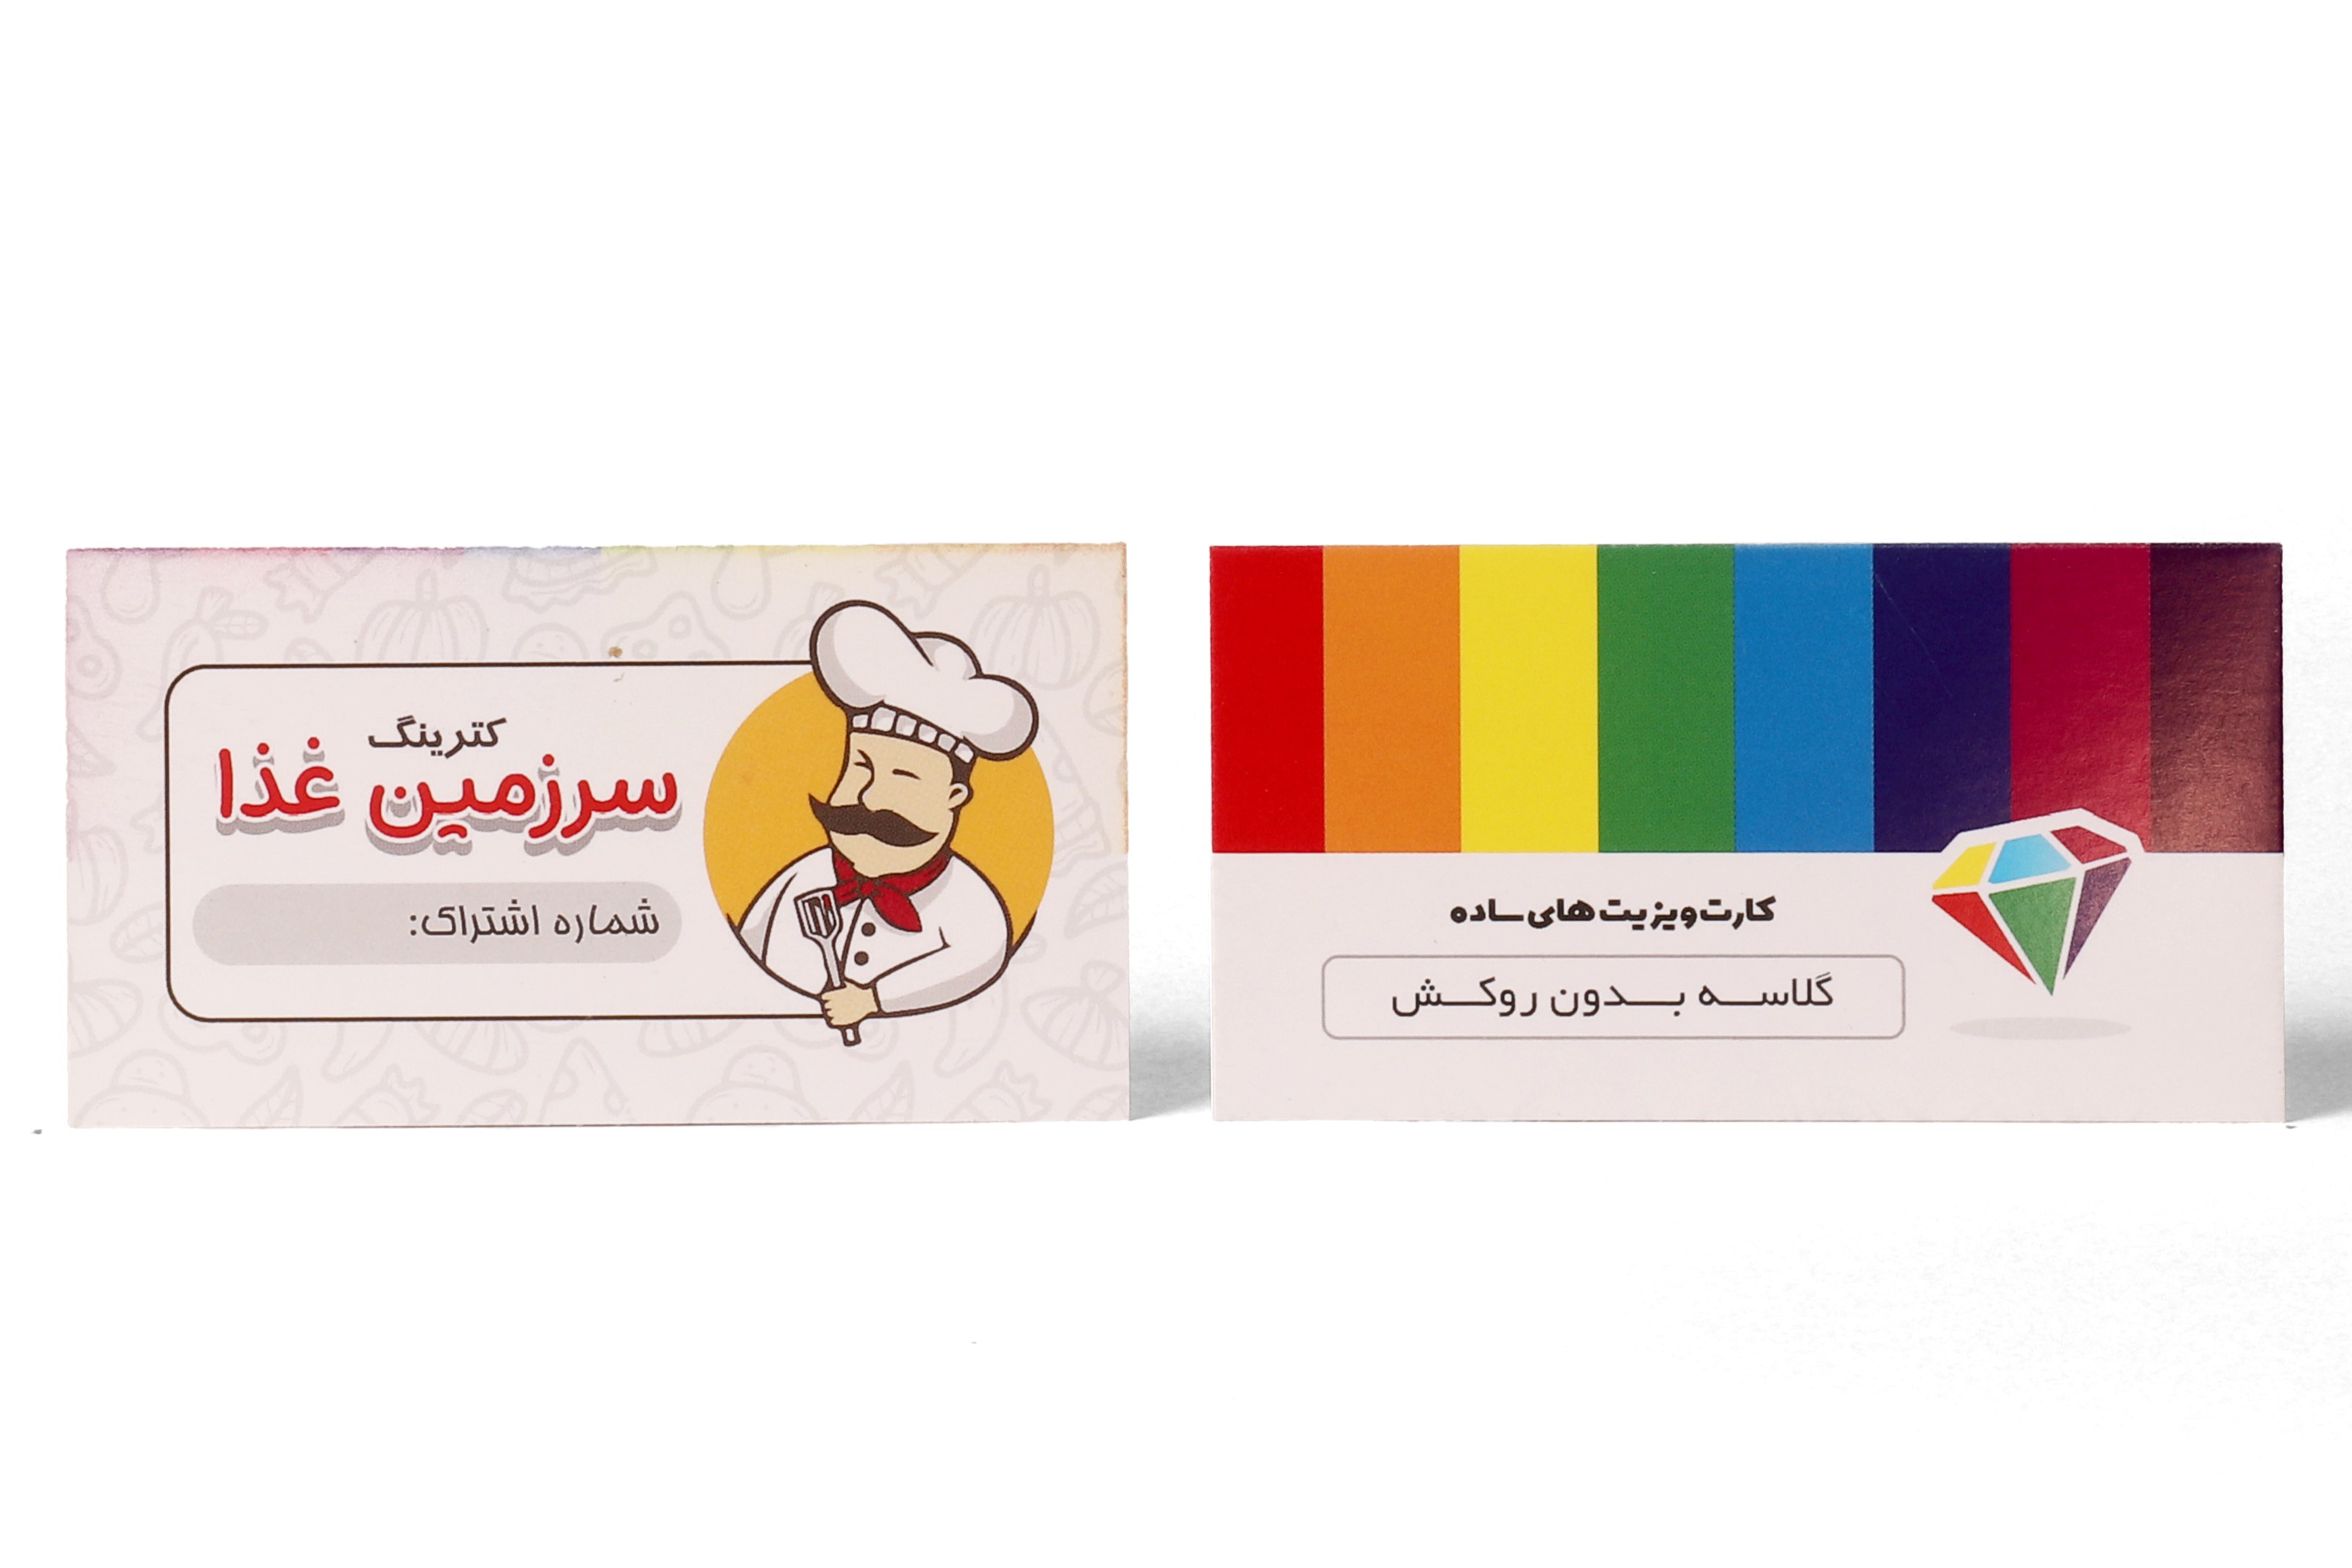 کترینگ
سرزمین غذا
شماره اشتراک:
کارت ویزیت های ساده
گلاسه بدون روکش